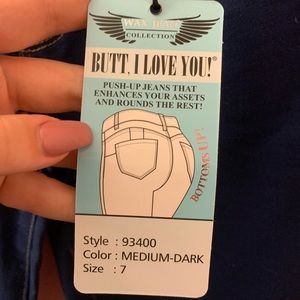 WAX JEAN
COLLECTION
BUTT, I LOVE YOU!®
PUSH-UP JEANS THAT
ENHANCES YOUR ASSETS
AND ROUNDS THE REST!
BOTTOMS UP!
Style : 93400
Color : MEDIUM-DARK
Size : 7